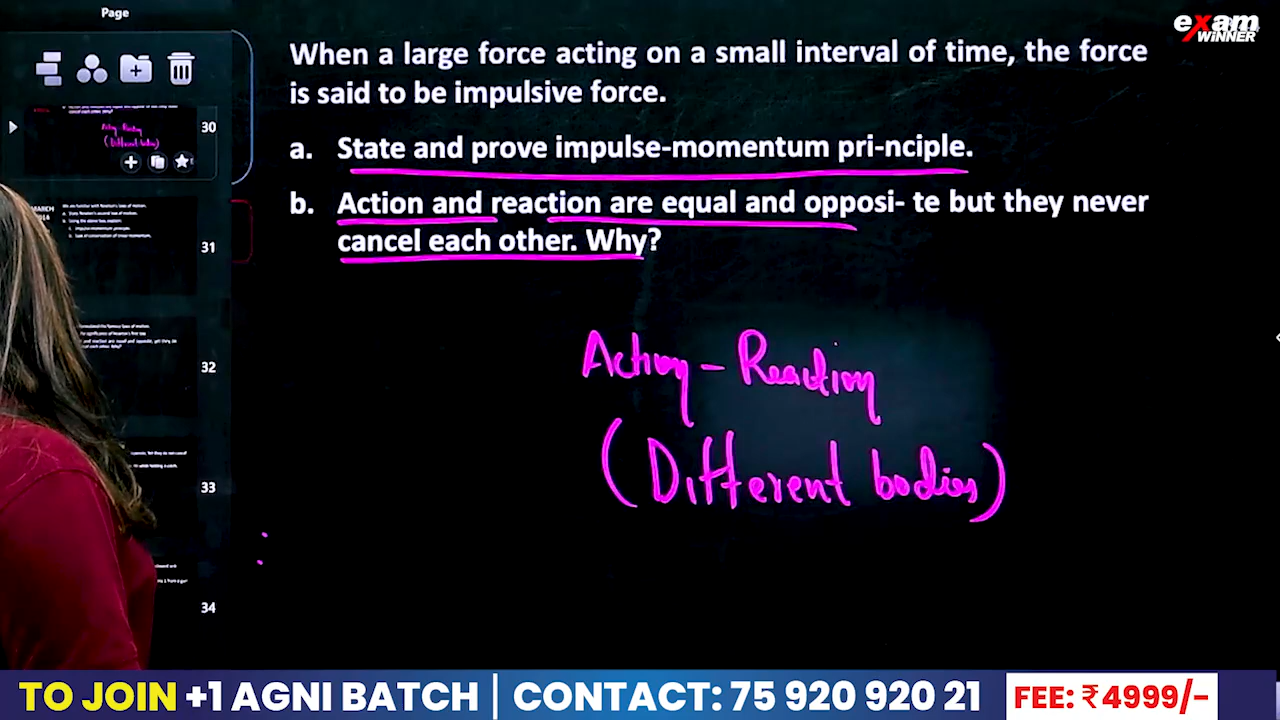 Page
exam
WiNNER
When a large force acting on a small interval of time, the force
is said to be impulsive force.
a. State and prove impulse-momentum pri-nciple.
b. Action and reaction are equal and opposi- te but they never
cancel each other. Why?
Action - Reaction
(Different bodies)
30
31
32
33
34
TO JOIN +1 AGNI BATCH | CONTACT: 75 920 920 21 FEE: ₹4999/-